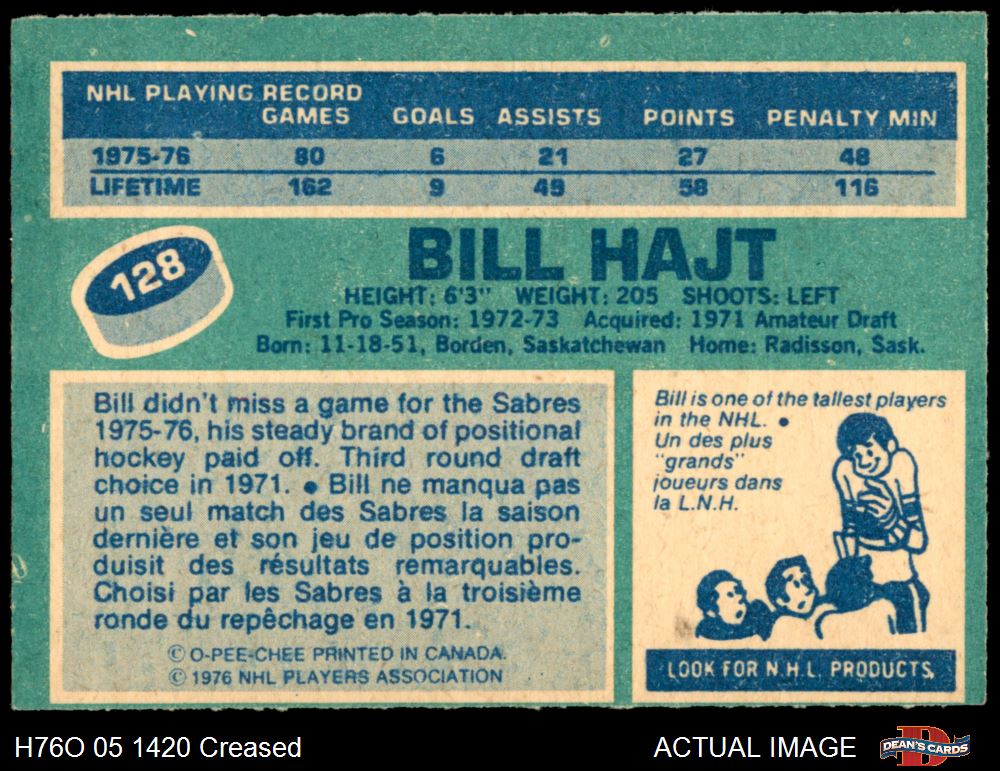 NHL PLAYING RECORD
GAMES GOALS ASSISTS POINTS PENALTY MIN
1975-76 80 6 21 27 48
LIFETIME 162 9 49 58 116
128
BILL HAJT
HEIGHT: 6'3" WEIGHT: 205 SHOOTS: LEFT
First Pro Season: 1972-73 Acquired: 1971 Amateur Draft
Born: 11-18-51, Borden, Saskatchewan Home: Radisson, Sask.
Bill didn't miss a game for the Sabres
1975-76, his steady brand of positional
hockey paid off. Third round draft
choice in 1971. • Bill ne manqua pas
un seul match des Sabres la saison
dernière et son jeu de position pro-
duisit des résultats remarquables.
Choisi par les Sabres à la troisième
ronde du repêchage en 1971.
© O-PEE-CHEE PRINTED IN CANADA.
© 1976 NHL PLAYERS ASSOCIATION
Bill is one of the tallest players
in the NHL. •
Un des plus
"grands"
joueurs dans
la L.N.H.
LOOK FOR N.H.L. PRODUCTS.
H76O 05 1420 Creased
ACTUAL IMAGE
DEAN'S CARDS